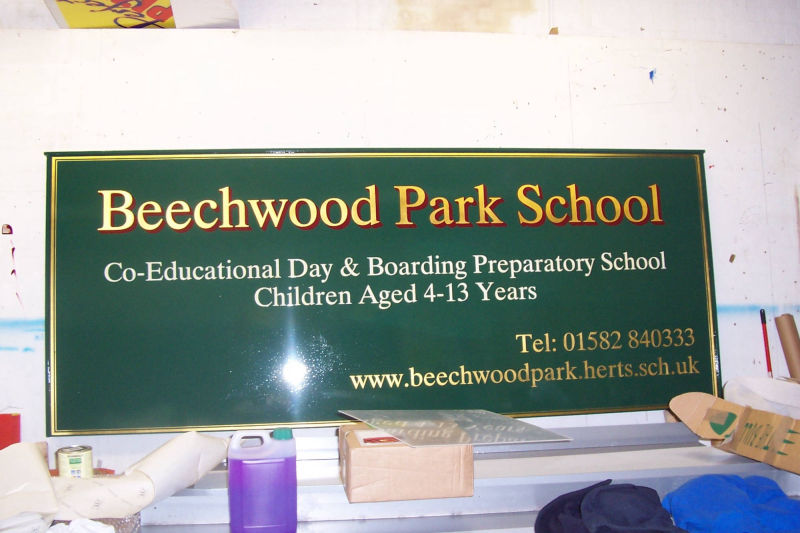 Beechwood Park School
Co-Educational Day & Boarding Preparatory School
Children Aged 4-13 Years
Tel: 01582 840333
www.beechwoodpark.herts.sch.uk